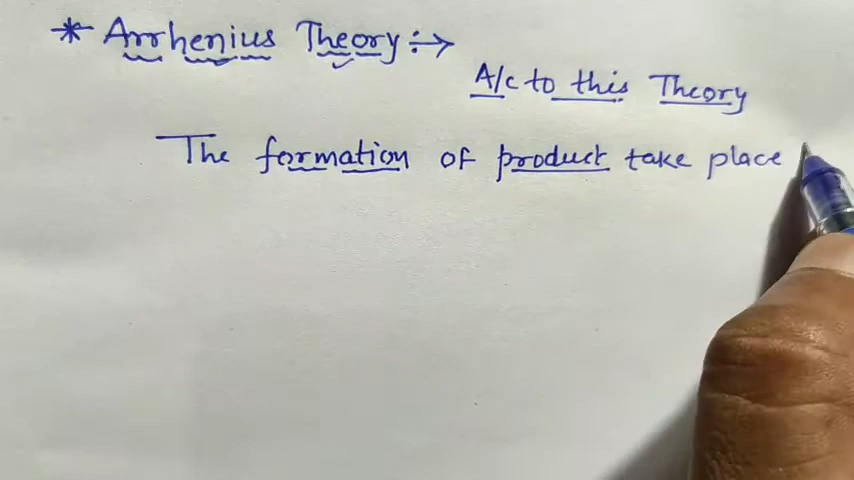 * Arrhenius Theory :→
A/c to this Theory
The formation of product take place